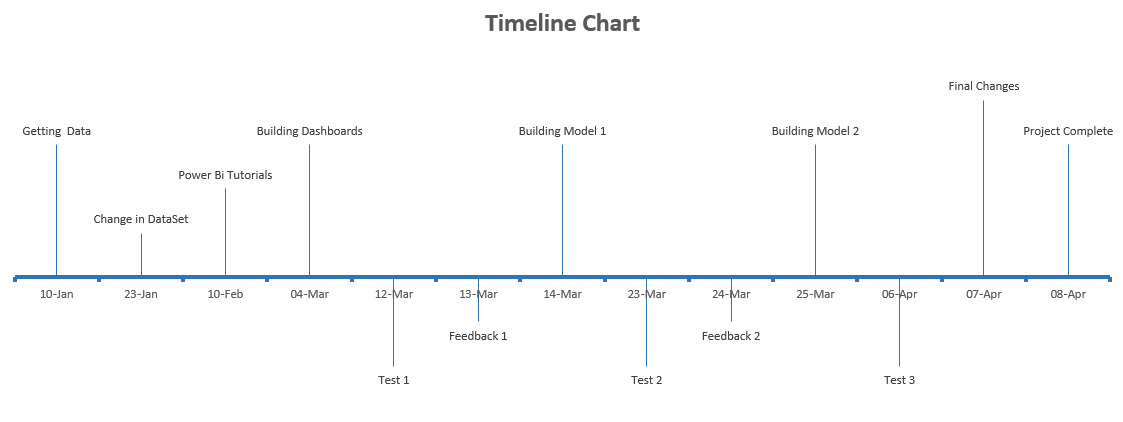 Timeline Chart
Final Changes
Getting  Data
Building Dashboards
Building Model 1
Building Model 2
Project Complete
Power Bi Tutorials
Change in DataSet
10-Jan
23-Jan
10-Feb
04-Mar
12-Mar
13-Mar
14-Mar
23-Mar
24-Mar
25-Mar
06-Apr
07-Apr
08-Apr
Feedback 1
Feedback 2
Test 1
Test 2
Test 3